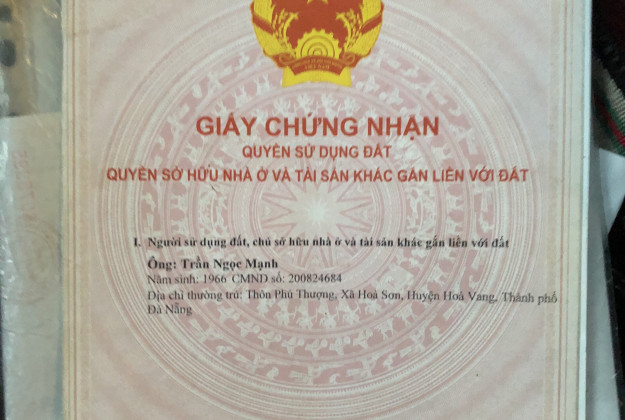 GIẤY CHỨNG NHẬN
QUYỀN SỬ DỤNG ĐẤT
QUYỀN SỞ HỮU NHÀ Ở VÀ TÀI SẢN KHÁC GẮN LIỀN VỚI ĐẤT
I. Người sử dụng đất, chủ sở hữu nhà ở và tài sản khác gắn liền với đất
Ông: Trần Ngọc Mạnh
Năm sinh: 1966 CMND số: 200824684
Địa chỉ thường trú: Thôn Phú Thượng, Xã Hoà Sơn, Huyện Hoà Vang, Thành phố
Đà Nẵng